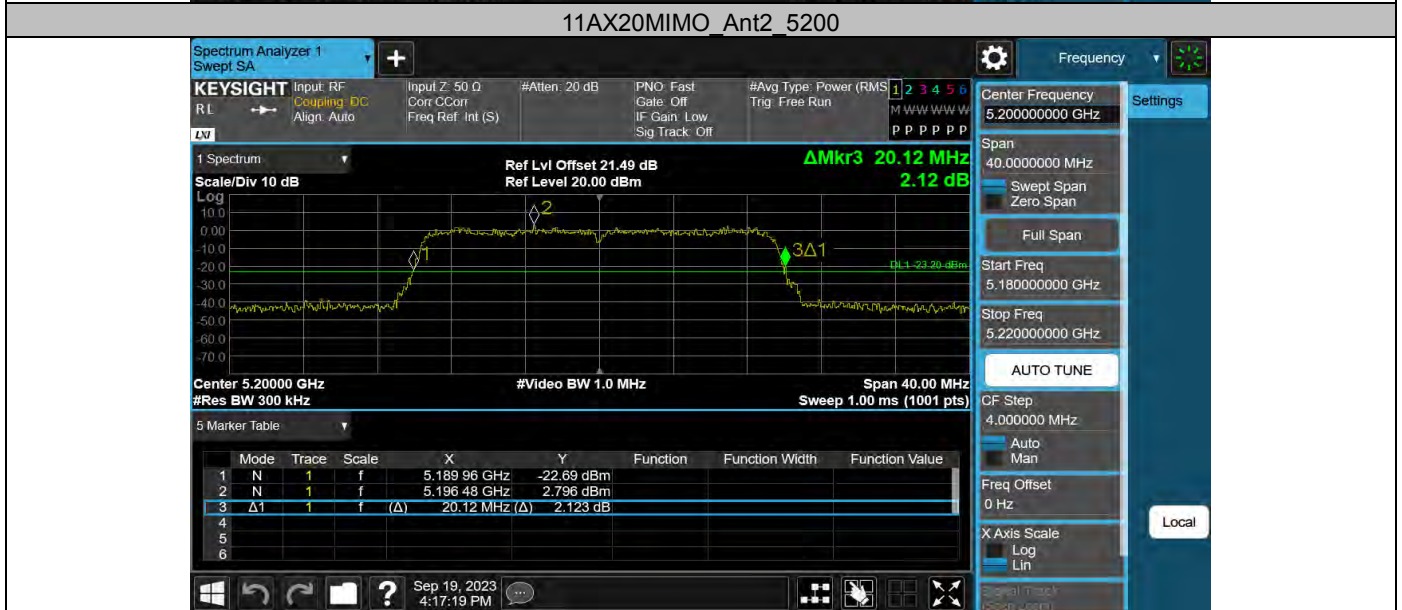 11AX20MIMO_Ant2_5200
Spectrum Analyzer 1
Swept SA
+
Frequency
KEYSIGHT
RL
LXI
Input: RF
Coupling: DC
Align: Auto
Input Z: 50 Ω
Corr CCorr
Freq Ref: Int (S)
#Atten: 20 dB
PNO: Fast
Gate: Off
IF Gain: Low
Sig Track: Off
#Avg Type: Power (RMS
Trig: Free Run
1 2 3 4 5 6
M W W W W W
P P P P P P
Center Frequency
5.200000000 GHz
Settings
1 Spectrum
Scale/Div 10 dB
Ref Lvl Offset 21.49 dB
Ref Level 20.00 dBm
ΔMkr3 20.12 MHz
2.12 dB
Span
40.0000000 MHz
Swept Span
Zero Span
Full Span
Log
10.0
0.00
-10.0
-20.0
-30.0
-40.0
-50.0
-60.0
-70.0
1
2
3Δ1
DL1 -23.20 dBm
Start Freq
5.180000000 GHz
Stop Freq
5.220000000 GHz
AUTO TUNE
Center 5.20000 GHz
#Video BW 1.0 MHz
Span 40.00 MHz
#Res BW 300 kHz
Sweep 1.00 ms (1001 pts)
CF Step
4.000000 MHz
Auto
Man
5 Marker Table
Mode Trace Scale X Y Function Function Width Function Value
1 N 1 f 5.189 96 GHz -22.69 dBm
2 N 1 f 5.196 48 GHz 2.796 dBm
3 Δ1 1 f (Δ) 20.12 MHz (Δ) 2.123 dB
4
5
6
Freq Offset
0 Hz
X Axis Scale
Log
Lin
Local
?
Sep 19, 2023
4:17:19 PM